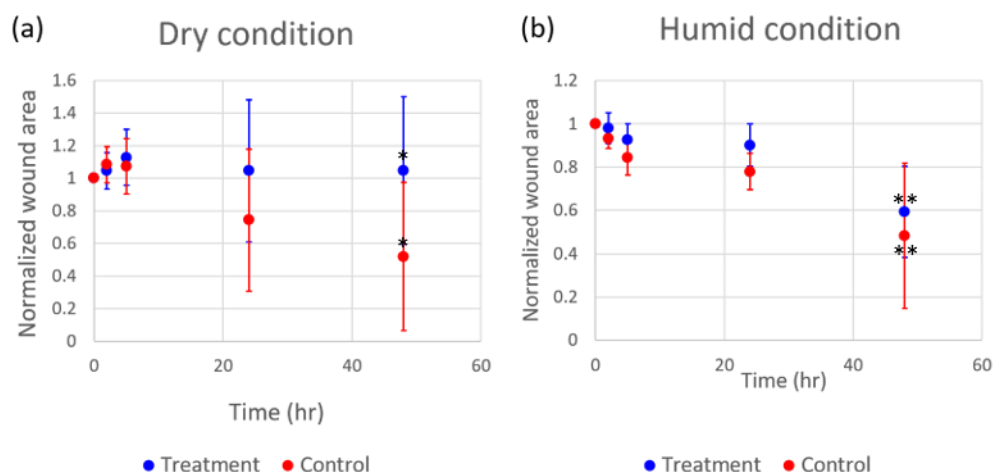 (a)
Dry condition
Normalized wound area
1.6
1.4
1.2
1.0
0.8
0.6
0.4
0.2
0
*
*
0
20
40
60
Time (hr)
Treatment
Control
(b)
Humid condition
Normalized wound area
1.2
1
0.8
0.6
0.4
0.2
0
**
**
0
20
40
60
Time (hr)
Treatment
Control